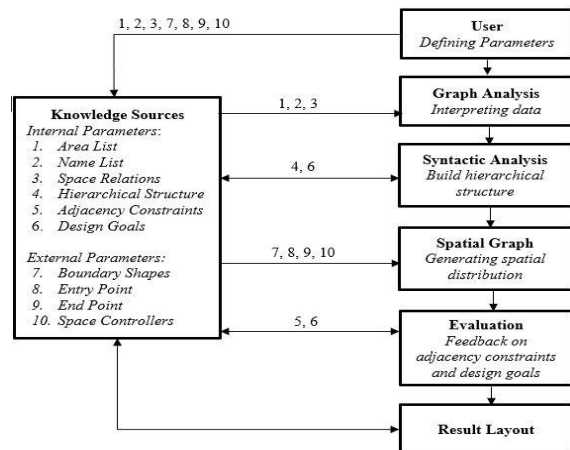 1, 2, 3, 7, 8, 9, 10
User
Defining Parameters
Knowledge Sources
Internal Parameters:
1. Area List
2. Name List
3. Space Relations
4. Hierarchical Structure
5. Adjacency Constraints
6. Design Goals
External Parameters:
7. Boundary Shapes
8. Entry Point
9. End Point
10. Space Controllers
1, 2, 3
Graph Analysis
Interpreting data
4, 6
Syntactic Analysis
Build hierarchical
structure
7, 8, 9, 10
Spatial Graph
Generating spatial
distribution
5, 6
Evaluation
Feedback on
adjacency constraints
and design goals
Result Layout